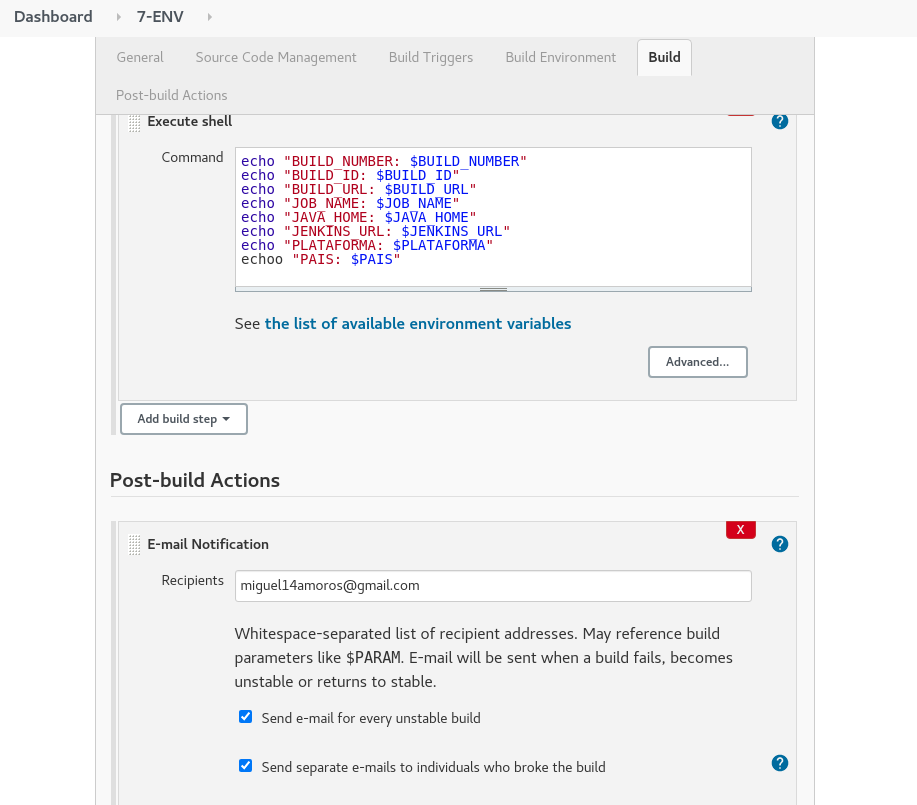 Dashboard 7-ENV
General Source Code Management Build Triggers Build Environment Build
Post-build Actions
Execute shell
?
Command
echo "BUILD_NUMBER: $BUILD_NUMBER"
echo "BUILD_ID: $BUILD_ID"
echo "BUILD_URL: $BUILD_URL"
echo "JOB_NAME: $JOB_NAME"
echo "JAVA_HOME: $JAVA_HOME"
echo "JENKINS_URL: $JENKINS_URL"
echo "PLATAFORMA: $PLATAFORMA"
echoo "PAIS: $PAIS"
See the list of available environment variables
Advanced...
Add build step
Post-build Actions
X
E-mail Notification
?
Recipients
miguel14amoros@gmail.com
Whitespace-separated list of recipient addresses. May reference build
parameters like $PARAM. E-mail will be sent when a build fails, becomes
unstable or returns to stable.
Send e-mail for every unstable build
Send separate e-mails to individuals who broke the build
?